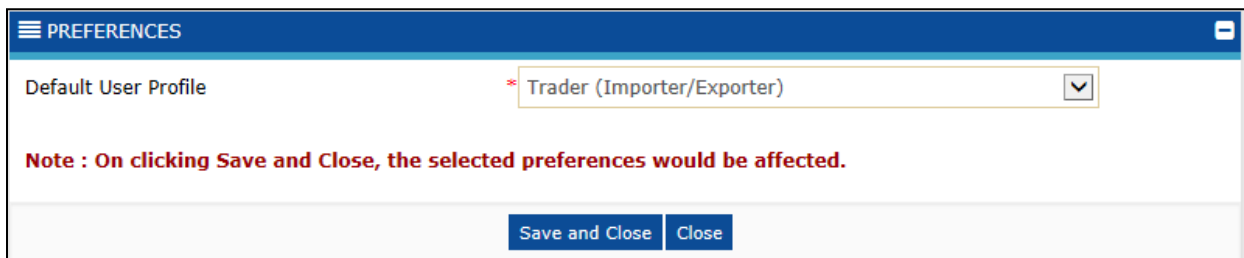 PREFERENCES
Default User Profile * Trader (Importer/Exporter)
Note : On clicking Save and Close, the selected preferences would be affected.
Save and Close Close